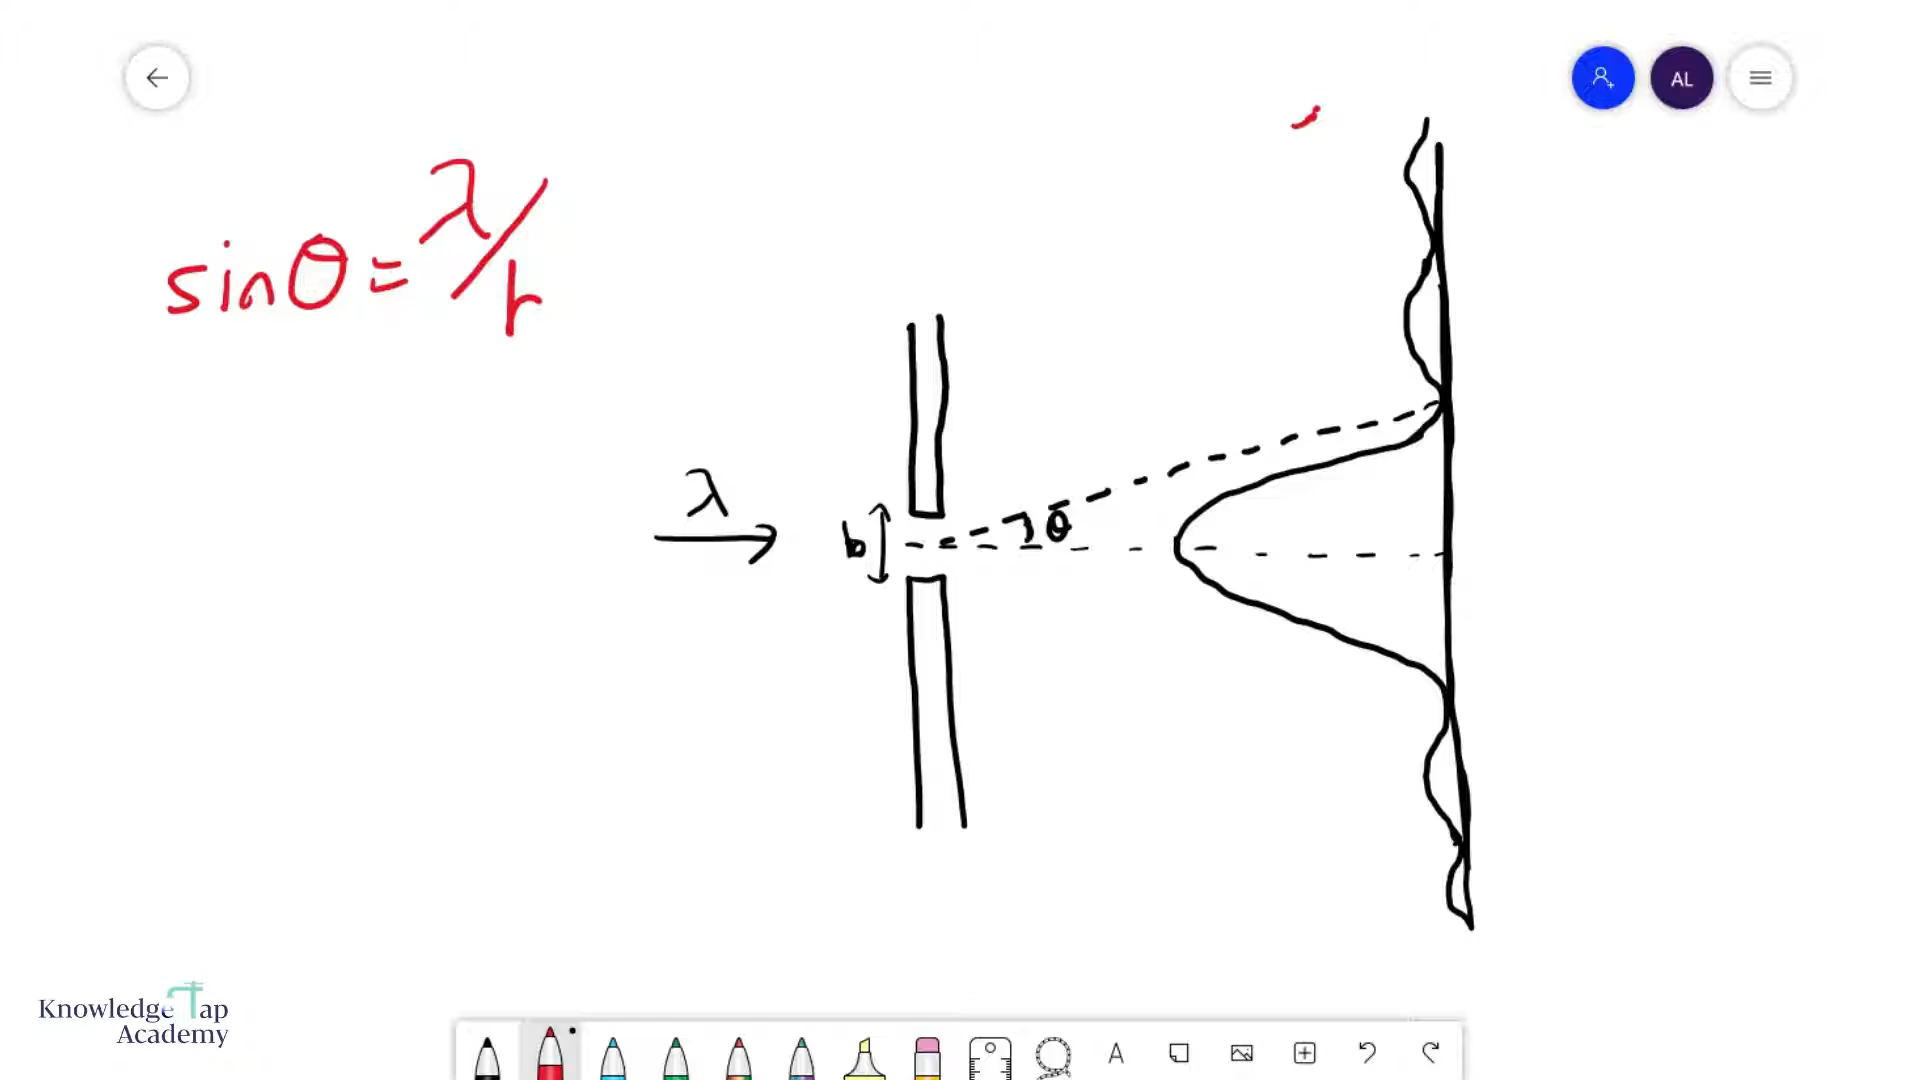 AL
sinθ = λ/r
λ
b
θ
Knowledge Tap
Academy
A